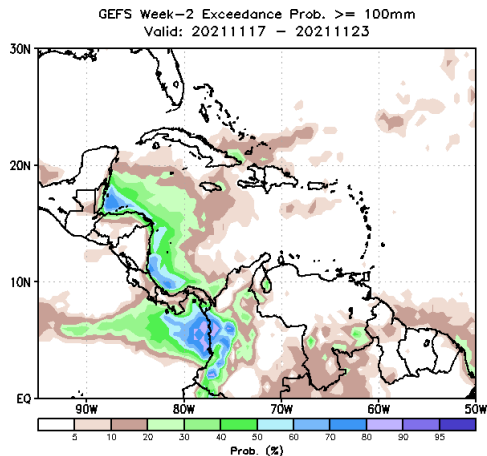 GEFS Week-2 Exceedance Prob. >= 100mm
Valid: 20211117 - 20211123
30N
20N
10N
EQ
90W 80W 70W 60W 50W
5 10 20 30 40 50 60 70 80 90 95
Prob. (%)